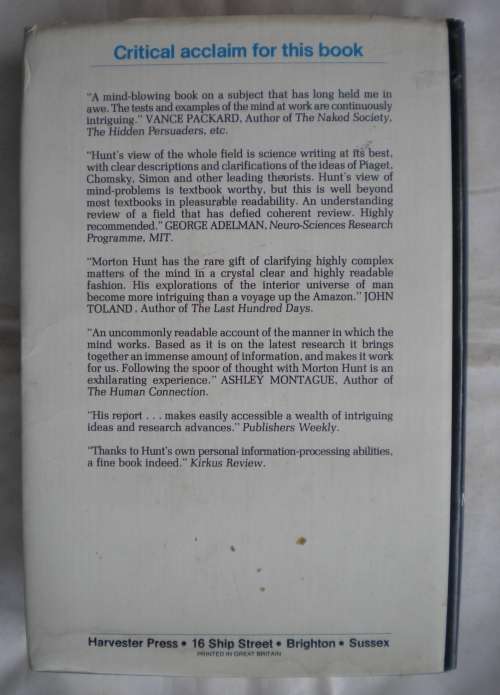 Critical acclaim for this book
"A mind-blowing book on a subject that has long held me in
awe. The tests and examples of the mind at work are continuously
intriguing." VANCE PACKARD, Author of The Naked Society,
The Hidden Persuaders, etc.
"Hunt's view of the whole field is science writing at its best,
with clear descriptions and clarifications of the ideas of Piaget,
Chomsky, Simon and other leading theorists. Hunt's view of
mind-problems is textbook worthy, but this is well beyond
most textbooks in pleasurable readability. An understanding
review of a field that has defied coherent review. Highly
recommended." GEORGE ADELMAN, Neuro-Sciences Research
Programme, MIT.
"Morton Hunt has the rare gift of clarifying highly complex
matters of the mind in a crystal clear and highly readable
fashion. His explorations of the interior universe of man
become more intriguing than a voyage up the Amazon." JOHN
TOLAND, Author of The Last Hundred Days.
"An uncommonly readable account of the manner in which the
mind works. Based as it is on the latest research it brings
together an immense amount of information, and makes it work
for us. Following the spoor of thought with Morton Hunt is an
exhilarating experience." ASHLEY MONTAGUE, Author of
The Human Connection.
"His report . . . makes easily accessible a wealth of intriguing
ideas and research advances." Publishers Weekly.
"Thanks to Hunt's own personal information-processing abilities,
a fine book indeed." Kirkus Review.
Harvester Press • 16 Ship Street • Brighton • Sussex
PRINTED IN GREAT BRITAIN